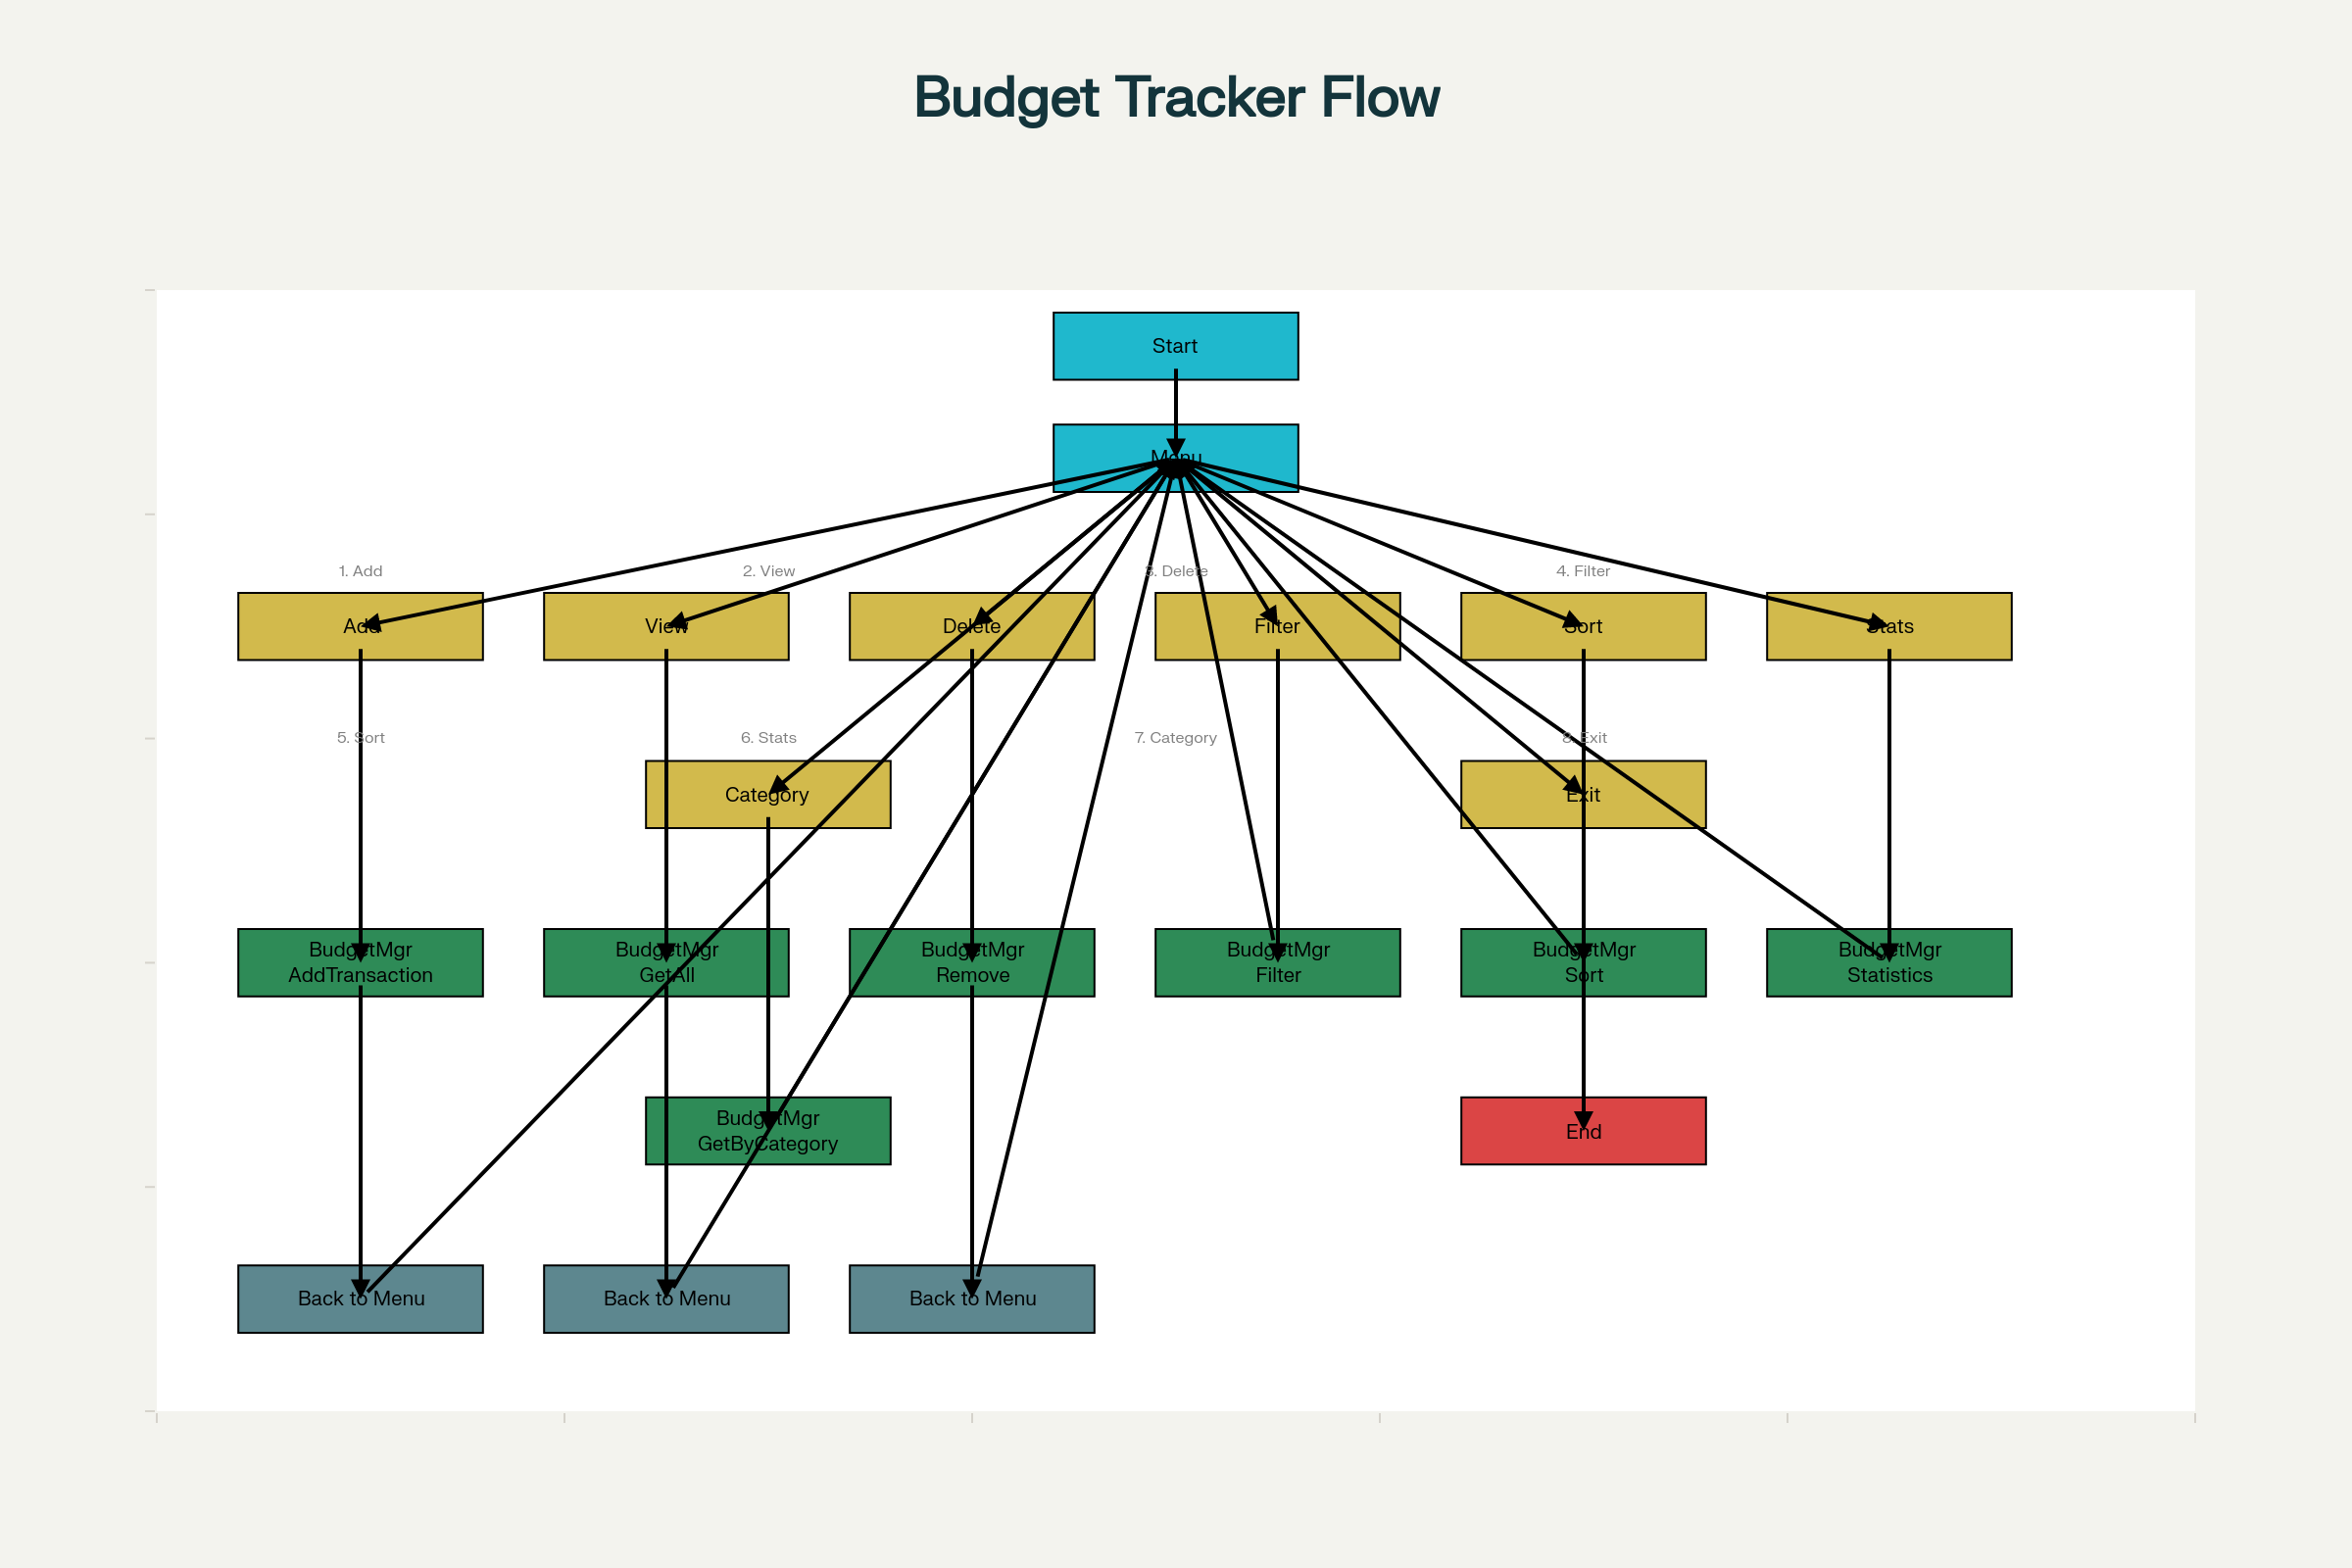 Budget Tracker Flow
Start
Menu
1. Add
2. View
3. Delete
4. Filter
Add
View
Delete
Filter
Sort
Stats
5. Sort
6. Stats
7. Category
8. Exit
Category
Exit
BudgetMgr
AddTransaction
BudgetMgr
GetAll
BudgetMgr
Remove
BudgetMgr
Filter
BudgetMgr
Sort
BudgetMgr
Statistics
BudgetMgr
GetByCategory
End
Back to Menu
Back to Menu
Back to Menu